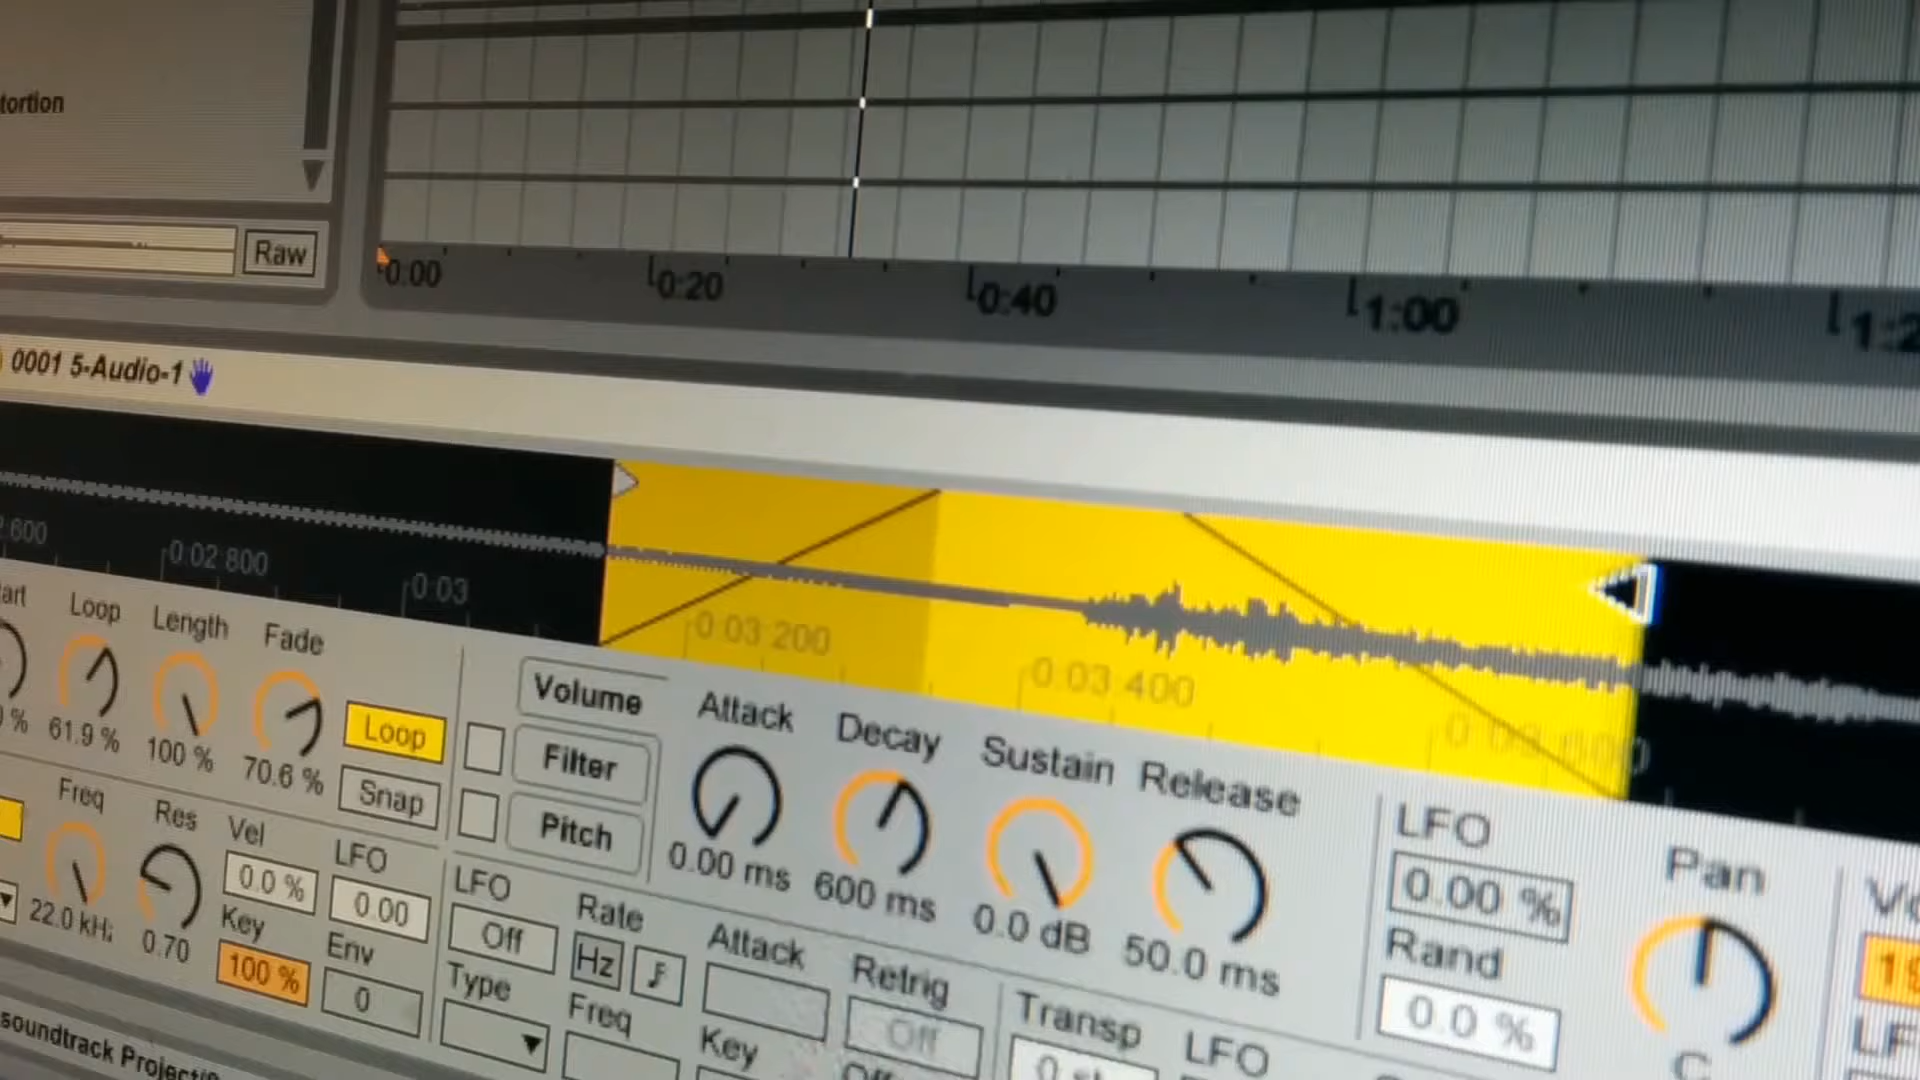 tortion
Raw
0:00
0:20
0:40
1:00
0001 5-Audio-1
0:02 800
0:03
0:03 200
0:03 400
Loop
Length
Fade
61.9 %
100 %
70.6 %
Loop
Snap
Volume
Filter
Pitch
Attack
Decay
Sustain
Release
0.00 ms
600 ms
0.0 dB
50.0 ms
LFO
0.00 %
Rand
0.0 %
Pan
C
Freq
Res
Vel
LFO
22.0 kHz
0.70
0.0 %
0.00
Key
Env
100 %
0
LFO
Rate
Attack
Retrig
Off
Hz
Off
Type
Freq
Key
Transp
LFO
soundtrack